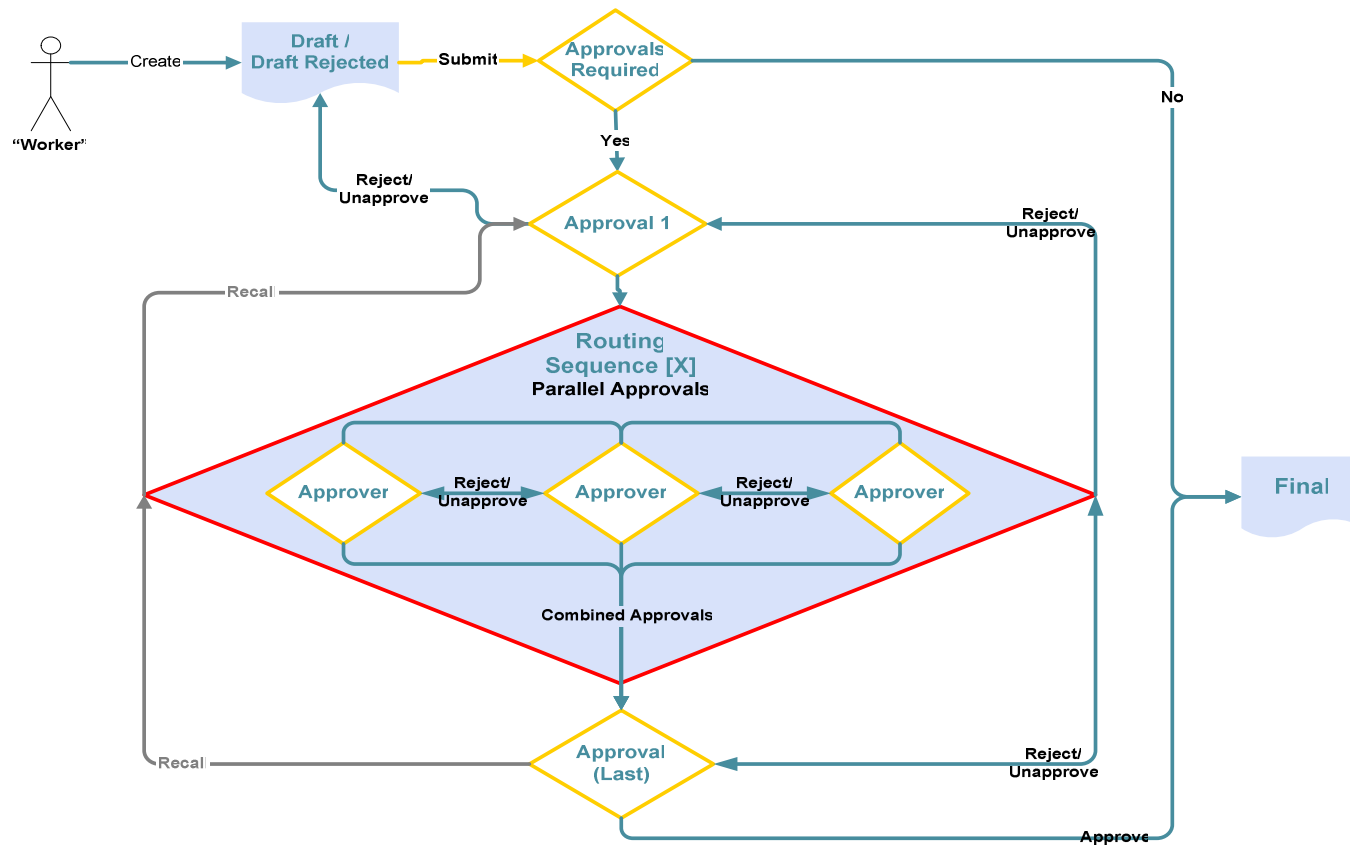 Draft /
Draft Rejected
Create
Submit
Approvals
Required
No
"Worker"
Yes
Reject/
Unapprove
Approval 1
Reject/
Unapprove
Recall
Routing
Sequence [X]
Parallel Approvals
Approver
Reject/
Unapprove
Approver
Reject/
Unapprove
Approver
Final
Combined Approvals
Approval
(Last)
Recall
Reject/
Unapprove
Approve